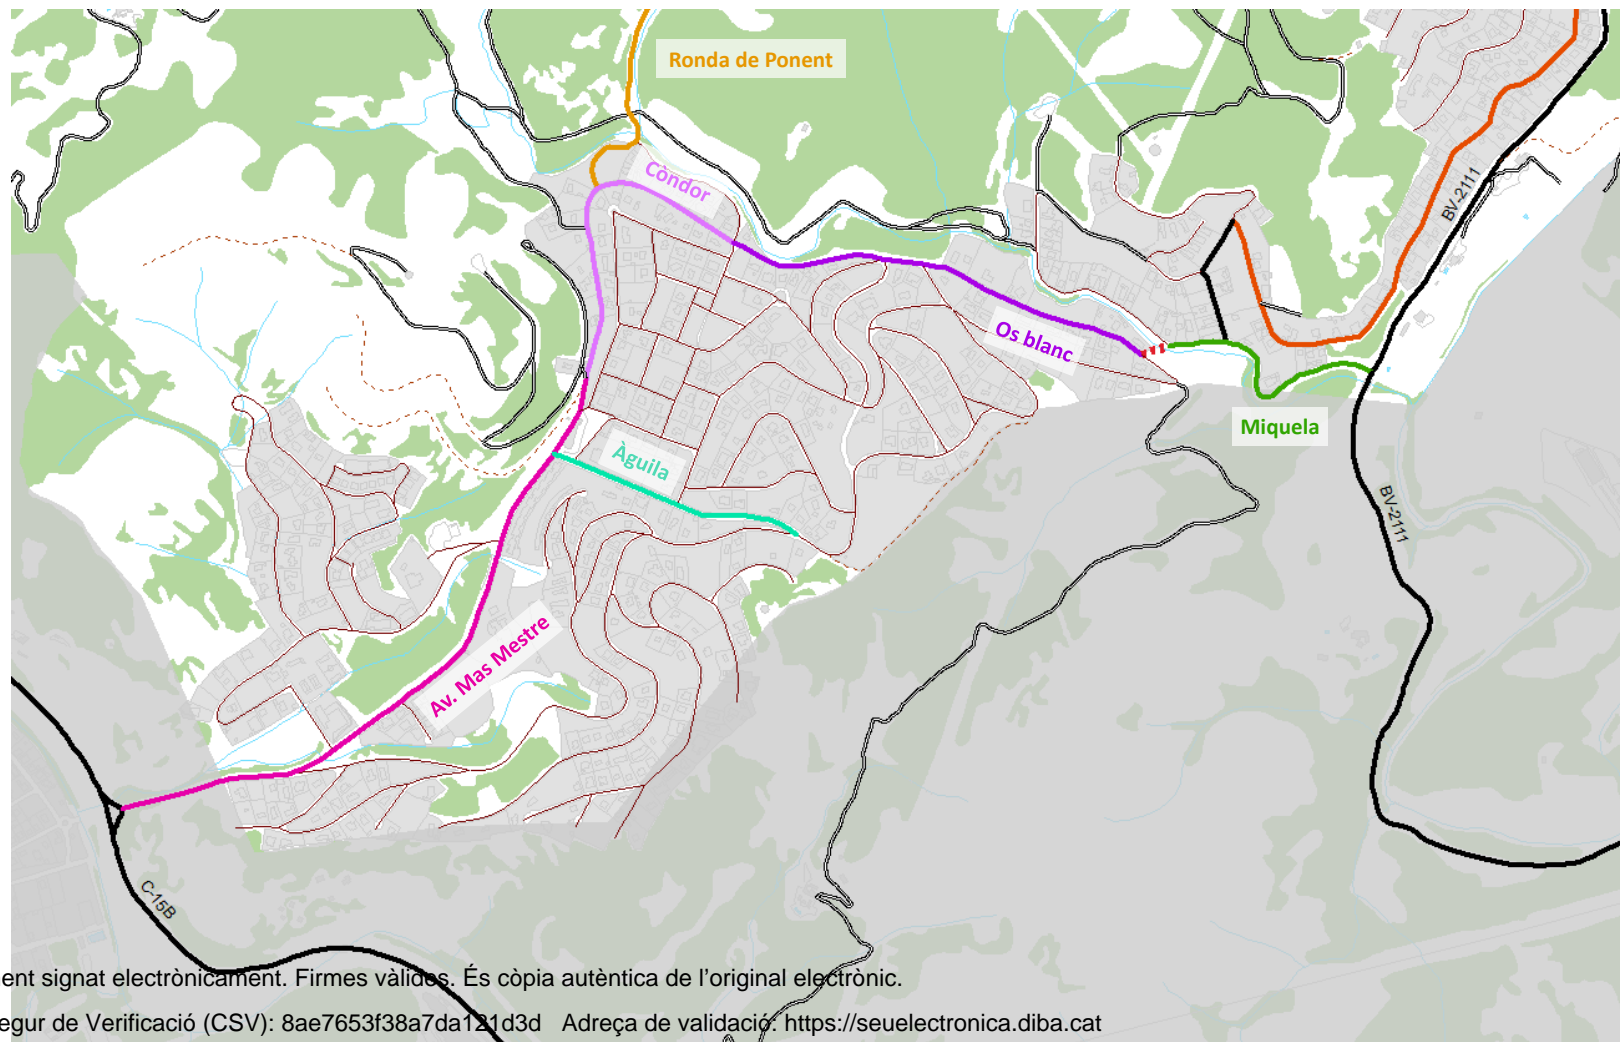 Ronda de Ponent
Còndor
BV-2111
Os blanc
Miquela
Àguila
BV-2111
Av. Mas Mestre
C-15B
ent signat electrònicament. Firmes vàlides. És còpia autèntica de l'original electrònic.
egur de Verificació (CSV): 8ae7653f38a7da121d3d Adreça de validació: https://seuelectronica.diba.cat